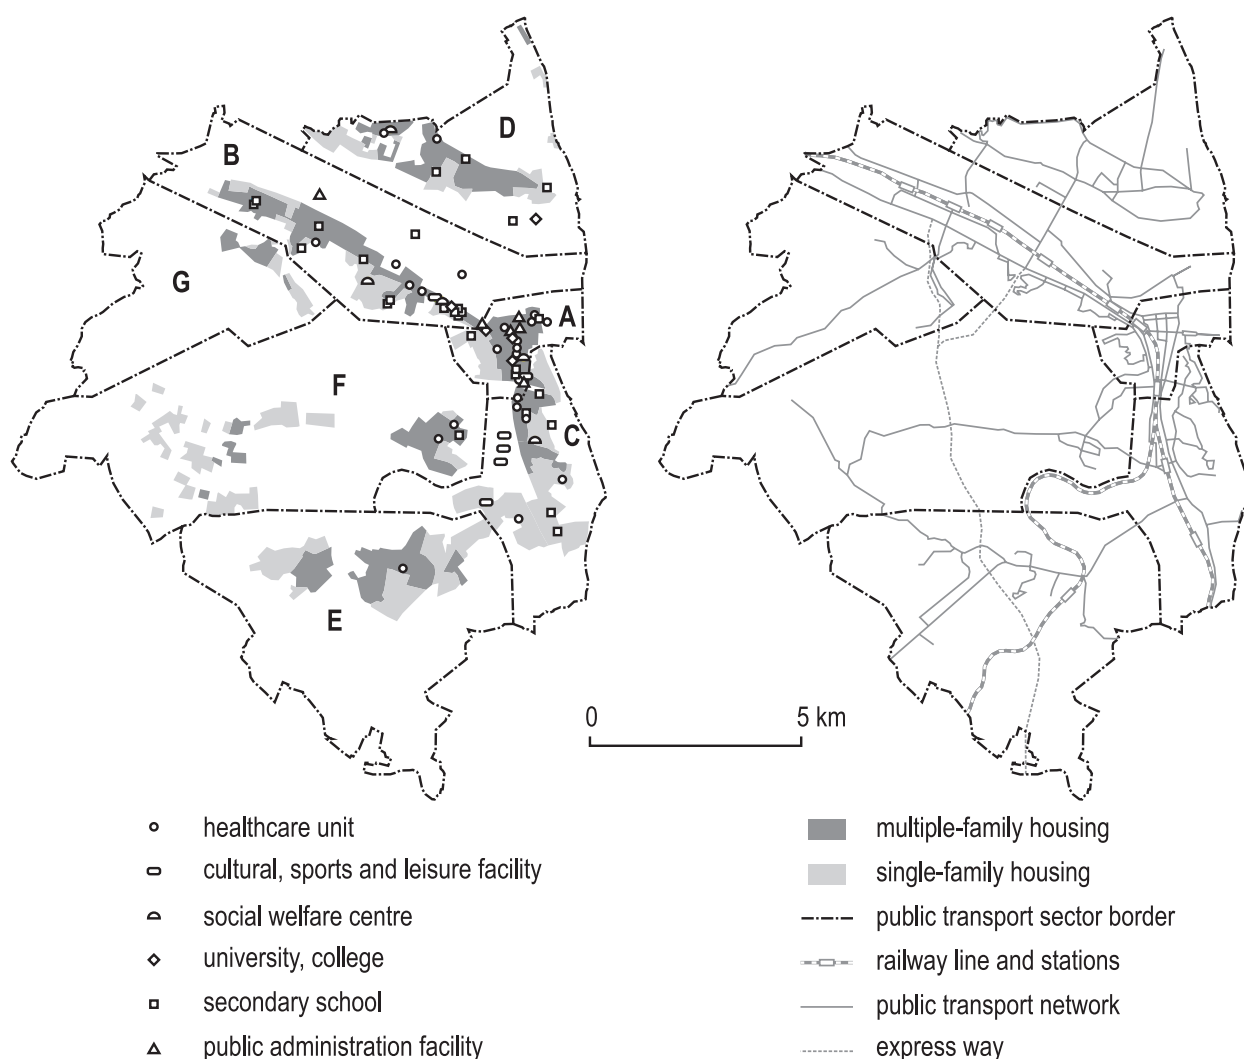 D
B
G
A
F
C
E
0 5 km
healthcare unit
cultural, sports and leisure facility
social welfare centre
university, college
secondary school
public administration facility
multiple-family housing
single-family housing
public transport sector border
railway line and stations
public transport network
express way